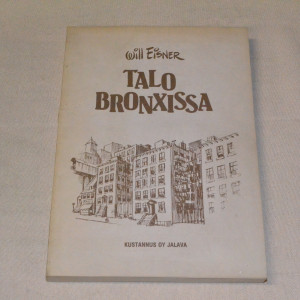 Will Eisner
TALO
BRONXISSA
KUSTANNUS OY JALAVA